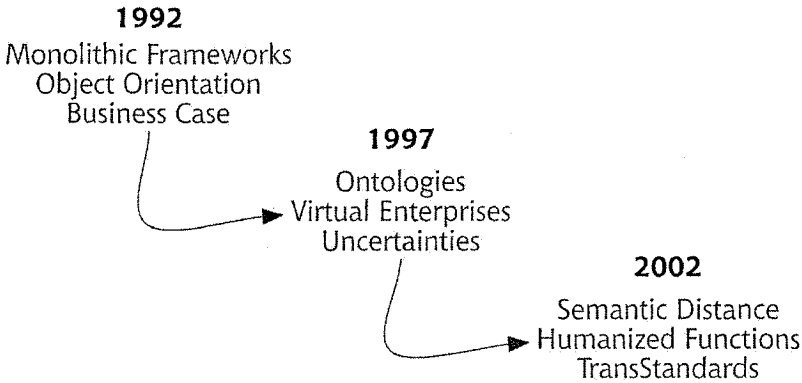 1992
Monolithic Frameworks
Object Orientation
Business Case
1997
Ontologies
Virtual Enterprises
Uncertainties
2002
Semantic Distance
Humanized Functions
TransStandards